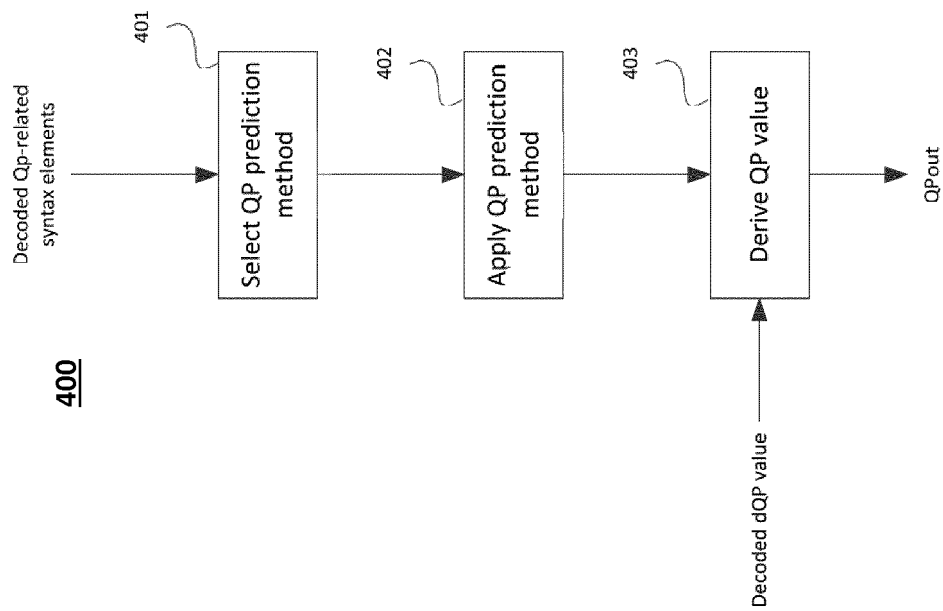 400
Decoded Qp-related
syntax elements
401
Select QP prediction
method
402
Apply QP prediction
method
403
Derive QP value
Decoded dQP value
QPout